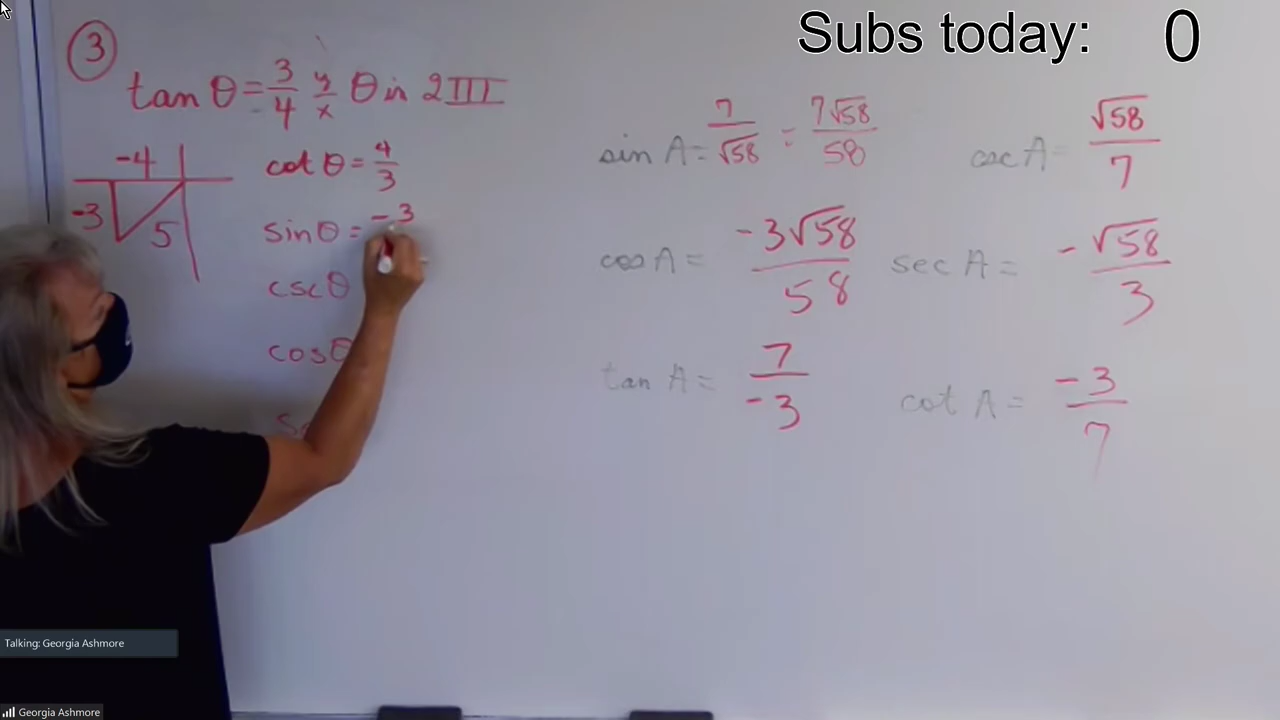 Subs today: 0
3
tan θ = 3/4 y/x θ in QIII
-4
-3
5
cot θ = 4/3
sin θ = -3
csc θ
cos θ
sin A = 7/√58 = 7√58/58
csc A = √58/7
cos A = -3√58/58
sec A = -√58/3
tan A = 7/-3
cot A = -3/7
Talking: Georgia Ashmore
Georgia Ashmore